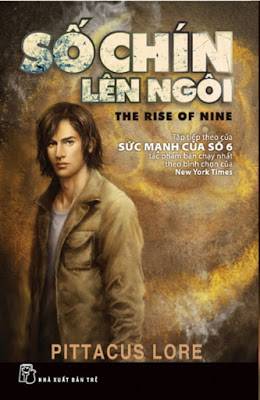 SỐ CHÍN
LÊN NGÔI
THE RISE OF NINE
Tập tiếp theo của
SỨC MẠNH CỦA SỐ 6
tác phẩm bán chạy nhất
theo bình chọn của
New York Times
PITTACUS LORE
NHÀ XUẤT BẢN TRẺ